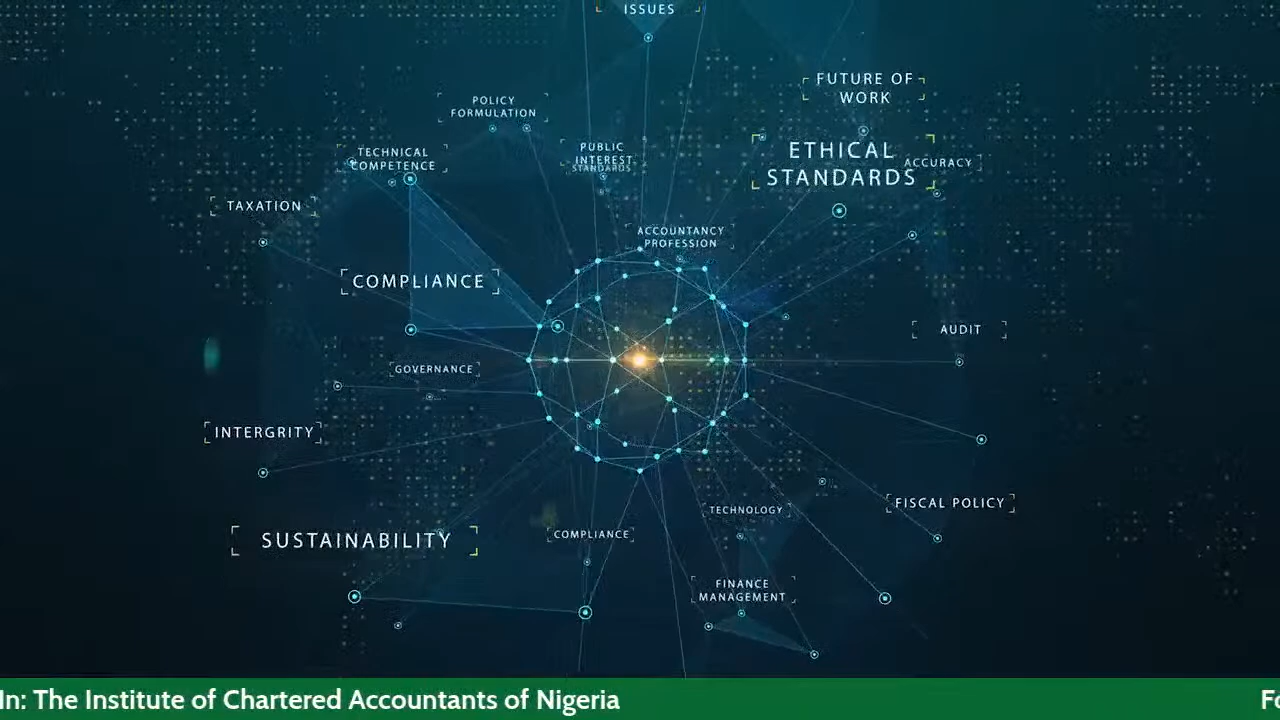 ISSUES
FUTURE OF
WORK
POLICY
FORMULATION
PUBLIC
INTEREST
STANDARDS
ETHICAL
STANDARDS
ACCURACY
TECHNICAL
COMPETENCE
TAXATION
ACCOUNTANCY
PROFESSION
COMPLIANCE
AUDIT
GOVERNANCE
INTERGRITY
FISCAL POLICY
TECHNOLOGY
SUSTAINABILITY
COMPLIANCE
FINANCE
MANAGEMENT
In: The Institute of Chartered Accountants of Nigeria